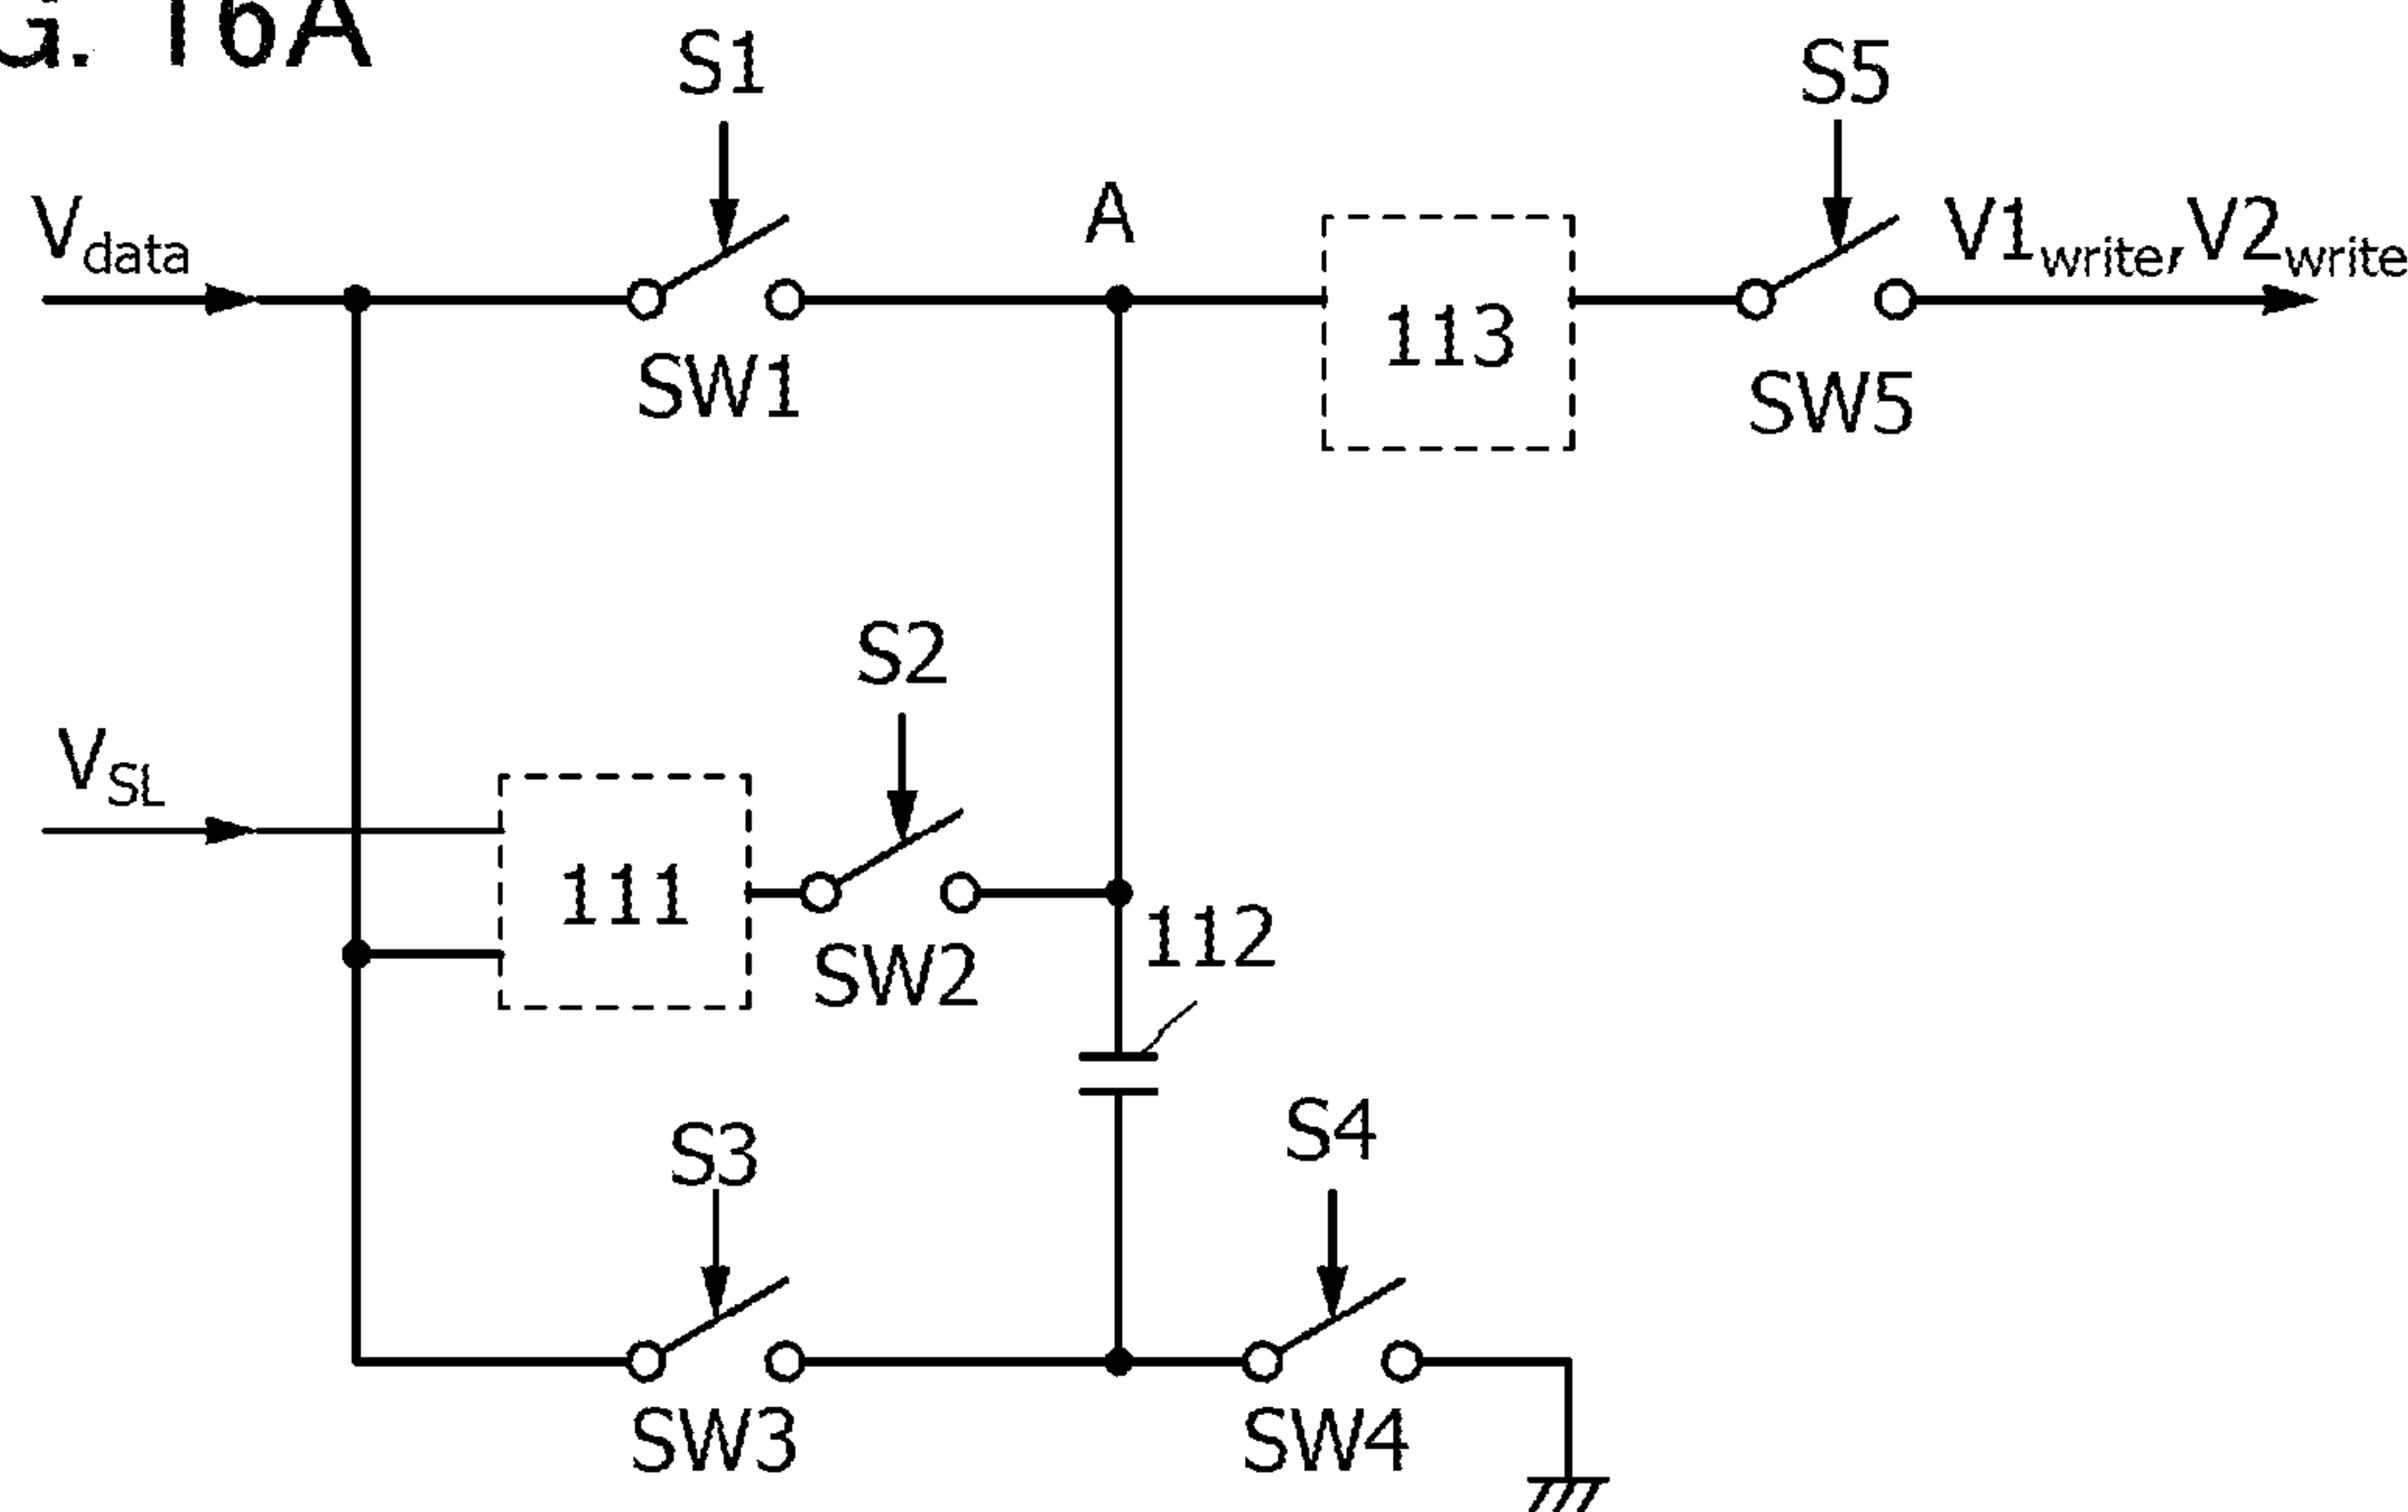 G. 16A
S1
S5
Vdata
A
V1write, V2write
113
SW1
SW5
S2
VSL
111
112
SW2
S3
S4
SW3
SW4